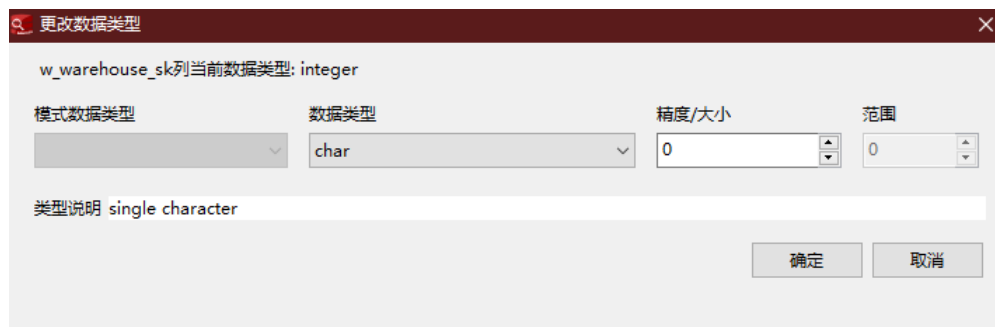 更改数据类型
w_warehouse_sk列当前数据类型: integer
模式数据类型 数据类型 精度/大小 范围
char 0 0
类型说明 single character
确定 取消